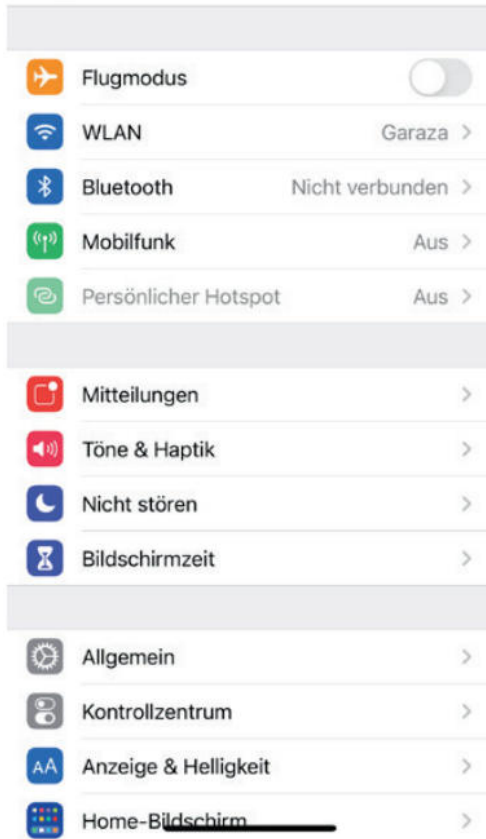 Flugmodus
WLAN Garaza
Bluetooth Nicht verbunden
Mobilfunk Aus
Persönlicher Hotspot Aus
Mitteilungen
Töne & Haptik
Nicht stören
Bildschirmzeit
Allgemein
Kontrollzentrum
AA Anzeige & Helligkeit
Home-Bildschirm